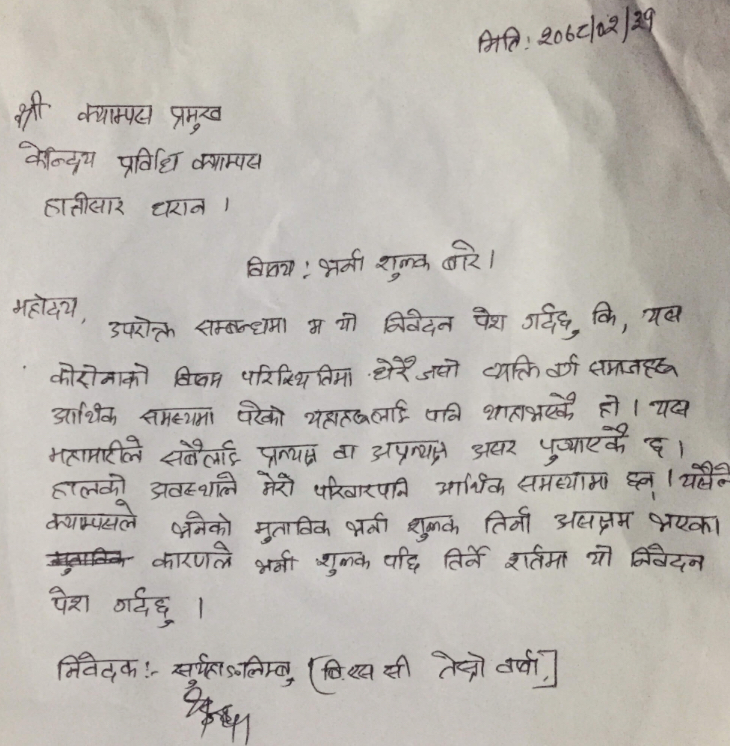 मिति: २०७८/०२/३१
श्री क्याम्पस प्रमुख
केन्द्रिय प्रविधि क्याम्पस
हात्तीसार धरान ।
बिषय : भर्ना शुल्क बारे ।
महोदय,
उपरोक्त सम्बन्धमा म यो निवेदन पेश गर्दछु कि, यस
कोरोनाको बिषम परिस्थितिमा धेरै जसो व्यक्ति वर्ग समाजहरू
आर्थिक समस्यामा परेको यहाहरूलाई पनि थाहाभएकै हो । यस
महामारीले सबैलाई प्रत्यक्ष वा अप्रत्यक्ष असर पुर्‍याएकै छ ।
हालको अवस्थाले मेरो परिवारपनि आर्थिक समस्यामा छन् । यसैले
क्याम्पसले भनेको मुताविक भर्ना शुल्क तिर्ना असक्षम भएका
कारणले भर्ना शुल्क पछि तिर्ने शर्तमा यो निवेदन
पेश गर्दछु ।
निवेदक :- लिम्बु [बि.एस सी तेस्रो वर्षा]